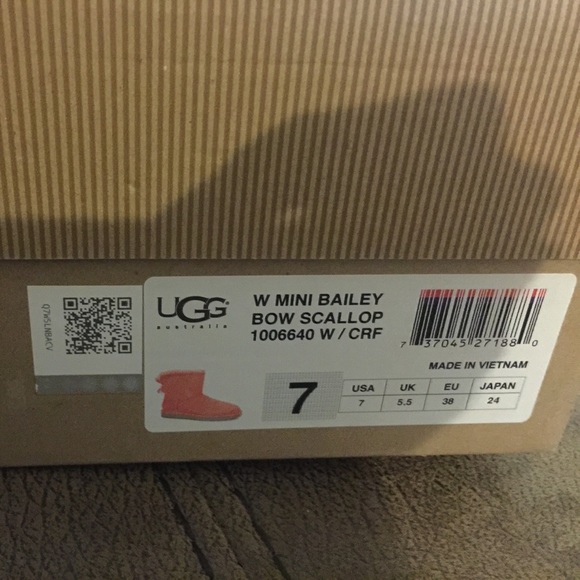 UGG
australia
W MINI BAILEY
BOW SCALLOP
1006640 W / CRF
7 37045 27188 0
MADE IN VIETNAM
7
USA UK EU JAPAN
7 5.5 38 24